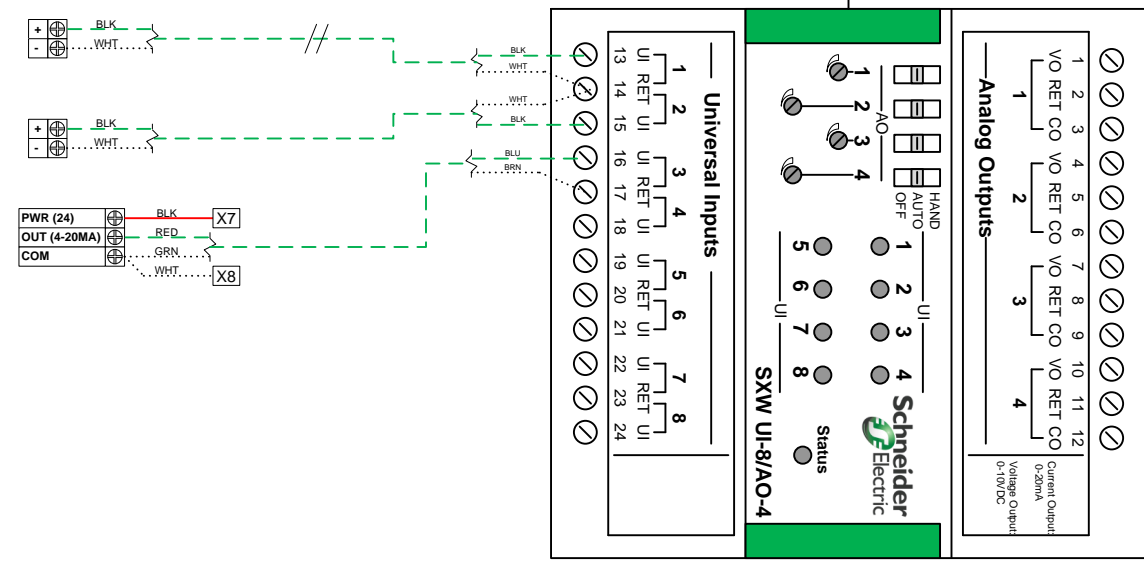 + BLK
- WHT
BLK
WHT
WHT
BLK
+ BLK
- WHT
BLU
BRN
PWR (24) BLK X7
OUT (4-20MA) RED
COM GRN
WHT X8
13 UI
14 RET
15 UI
16 UI
17 RET
18 UI
19 UI
20 RET
21 UI
22 UI
23 RET
24 UI
1
2
3
4
5
6
7
8
Universal Inputs
1
2
3
4
AO
HAND
AUTO
OFF
5
6
7
8
UI
1
2
3
4
UI
SXW UI-8/AO-4
Status
Schneider
Electric
Analog Outputs
1
2
3
4
VO 1
RET 2
CO 3
VO 4
RET 5
CO 6
VO 7
RET 8
CO 9
VO 10
RET 11
CO 12
Current Output:
0-20mA
Voltage Output:
0-10VDC